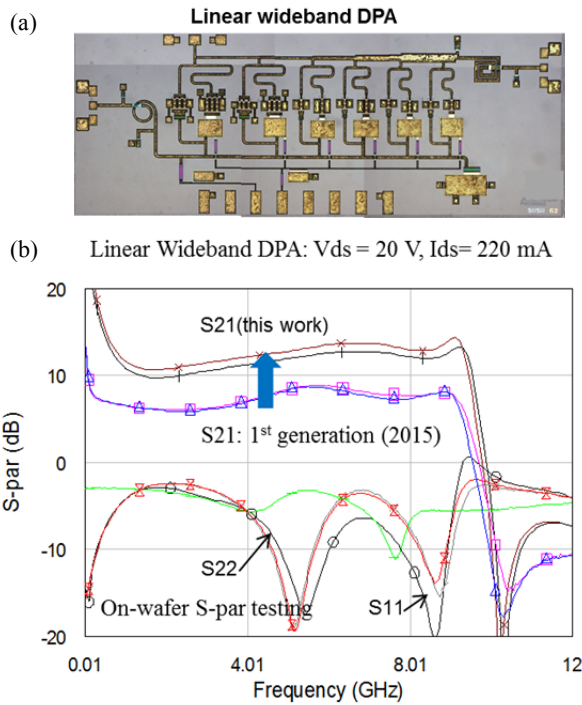 (a)
Linear wideband DPA
(b)
Linear Wideband DPA: Vds = 20 V, Ids= 220 mA
20
10
0
-10
-20
S-par (dB)
S21(this work)
S21: 1st generation (2015)
S22
S11
On-wafer S-par testing
0.01
4.01
8.01
12
Frequency (GHz)